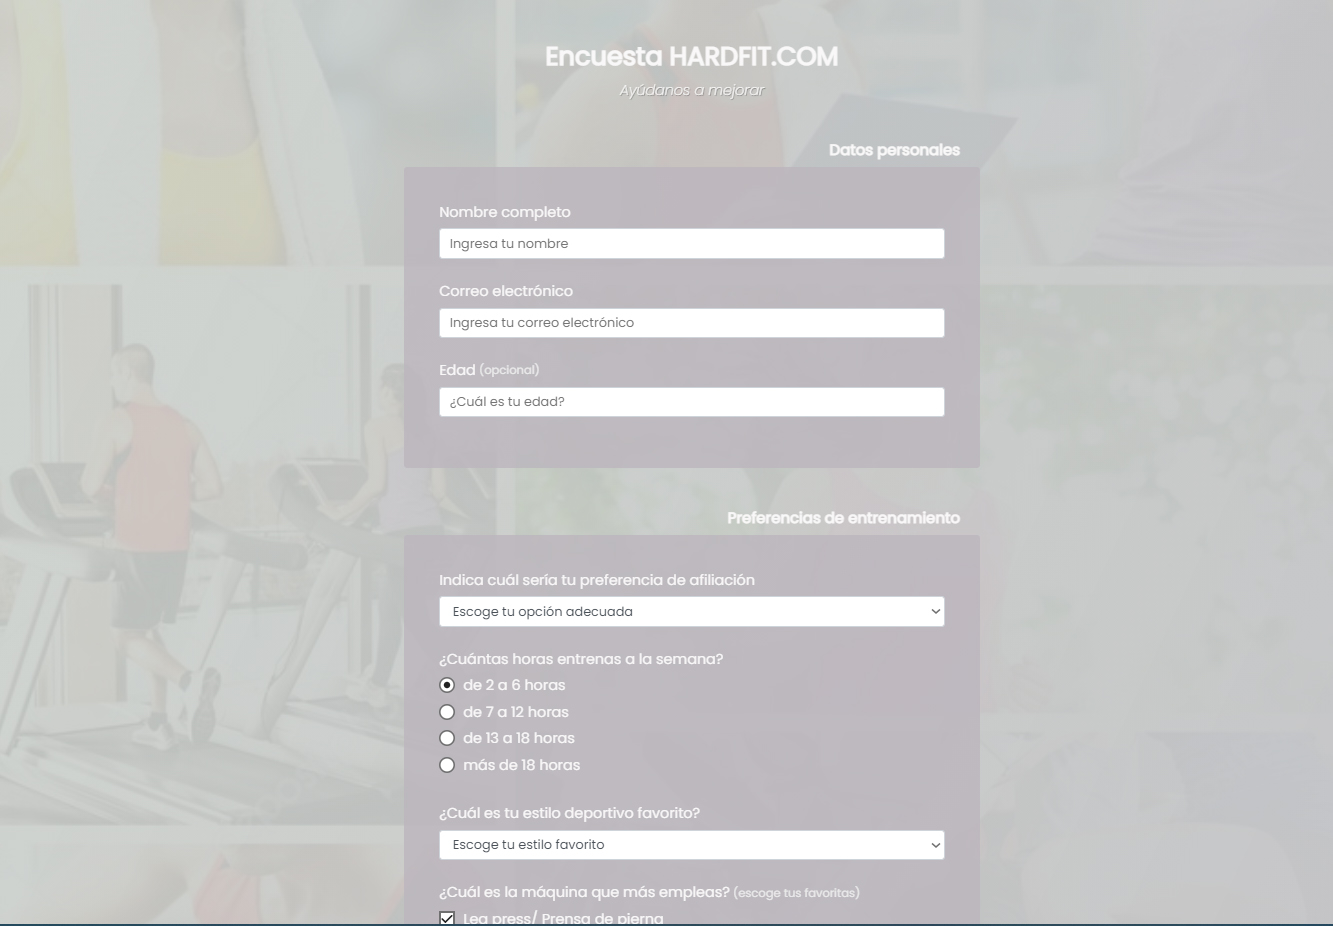 Encuesta HARDFIT.COM
Ayúdanos a mejorar
Datos personales
Nombre completo
Ingresa tu nombre
Correo electrónico
Ingresa tu correo electrónico
Edad (opcional)
¿Cuál es tu edad?
Preferencias de entrenamiento
Indica cuál sería tu preferencia de afiliación
Escoge tu opción adecuada
¿Cuántas horas entrenas a la semana?
de 2 a 6 horas
de 7 a 12 horas
de 13 a 18 horas
más de 18 horas
¿Cuál es tu estilo deportivo favorito?
Escoge tu estilo favorito
¿Cuál es la máquina que más empleas? (escoge tus favoritas)
Leg press/ Prensa de pierna